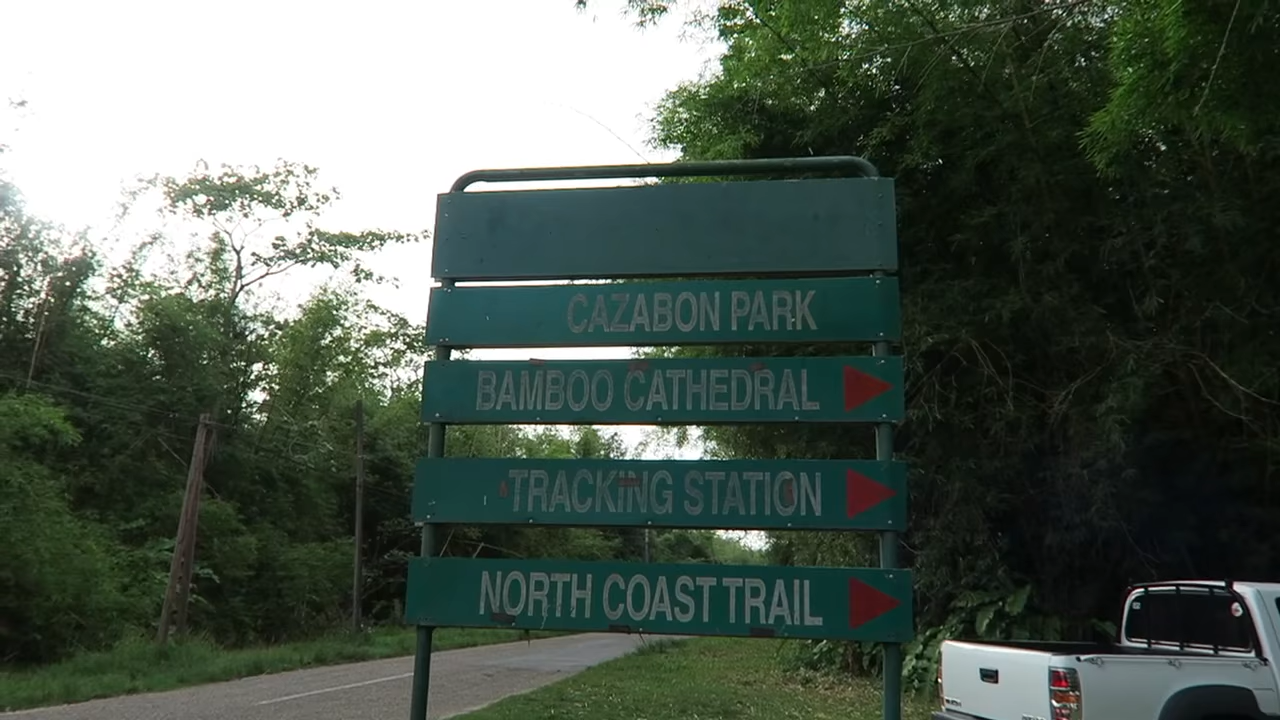 CAZABON PARK
BAMBOO CATHEDRAL
TRACKING STATION
NORTH COAST TRAIL